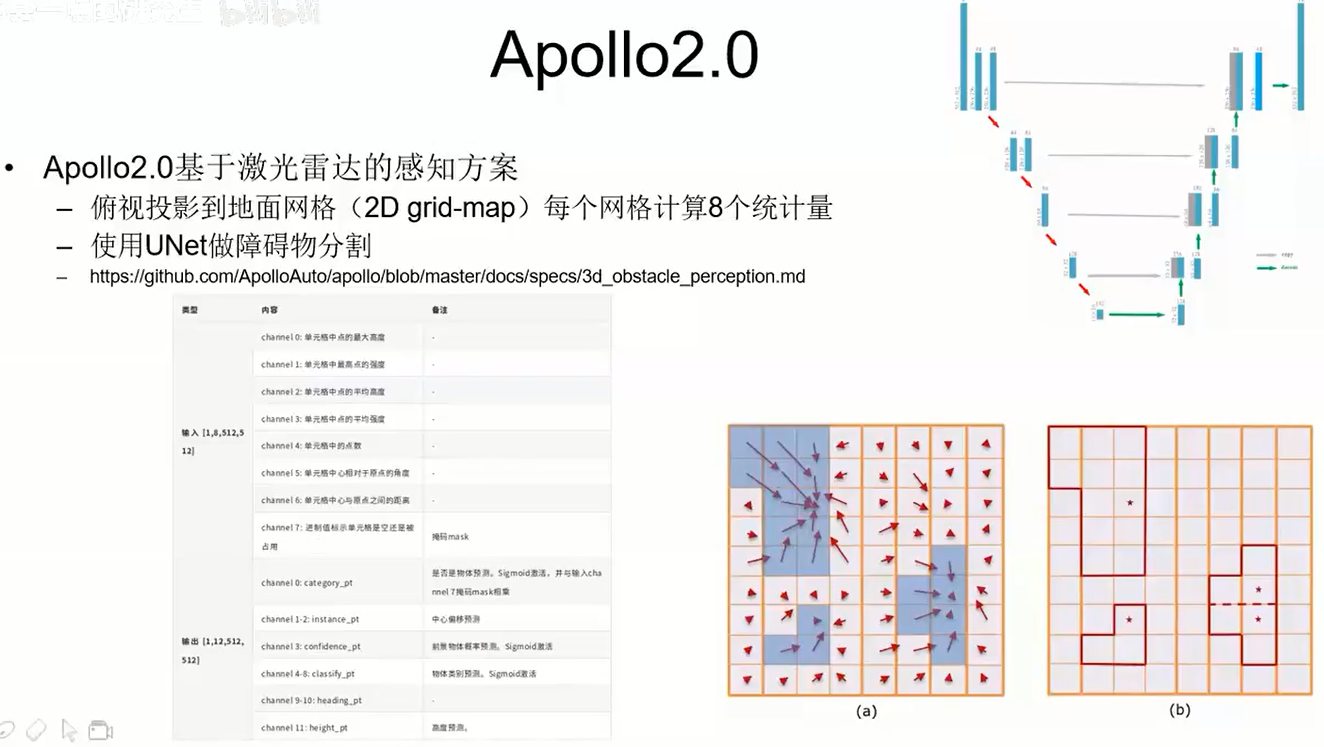 Apollo2.0
• Apollo2.0基于激光雷达的感知方案
– 俯视投影到地面网格（2D grid-map）每个网格计算8个统计量
– 使用UNet做障碍物分割
– https://github.com/ApolloAuto/apollo/blob/master/docs/specs/3d_obstacle_perception.md
类型 内容 备注
channel 0: 单元格中点的最大高度 -
channel 1: 单元格中最高点的强度 -
channel 2: 单元格中点的平均高度 -
channel 3: 单元格中点的平均强度 -
输入 [1,8,512,5
12]
channel 4: 单元格中的点数 -
channel 5: 单元格中心相对于原点的角度 -
channel 6: 单元格中心与原点之间的距离 -
channel 7: 进制值标示单元格是空还是被
占用
掩码mask
channel 0: category_pt
是否是物体预测。Sigmoid激活，并与输入cha
nnel 7掩码mask相乘
channel 1-2: instance_pt 中心偏移预测
输出 [1,12,512,
512]
channel 3: confidence_pt 前景物体概率预测。Sigmoid激活
channel 4-8: classify_pt 物体类别预测。Sigmoid激活
channel 9-10: heading_pt -
channel 11: height_pt 高度预测。
copy
(a)
(b)